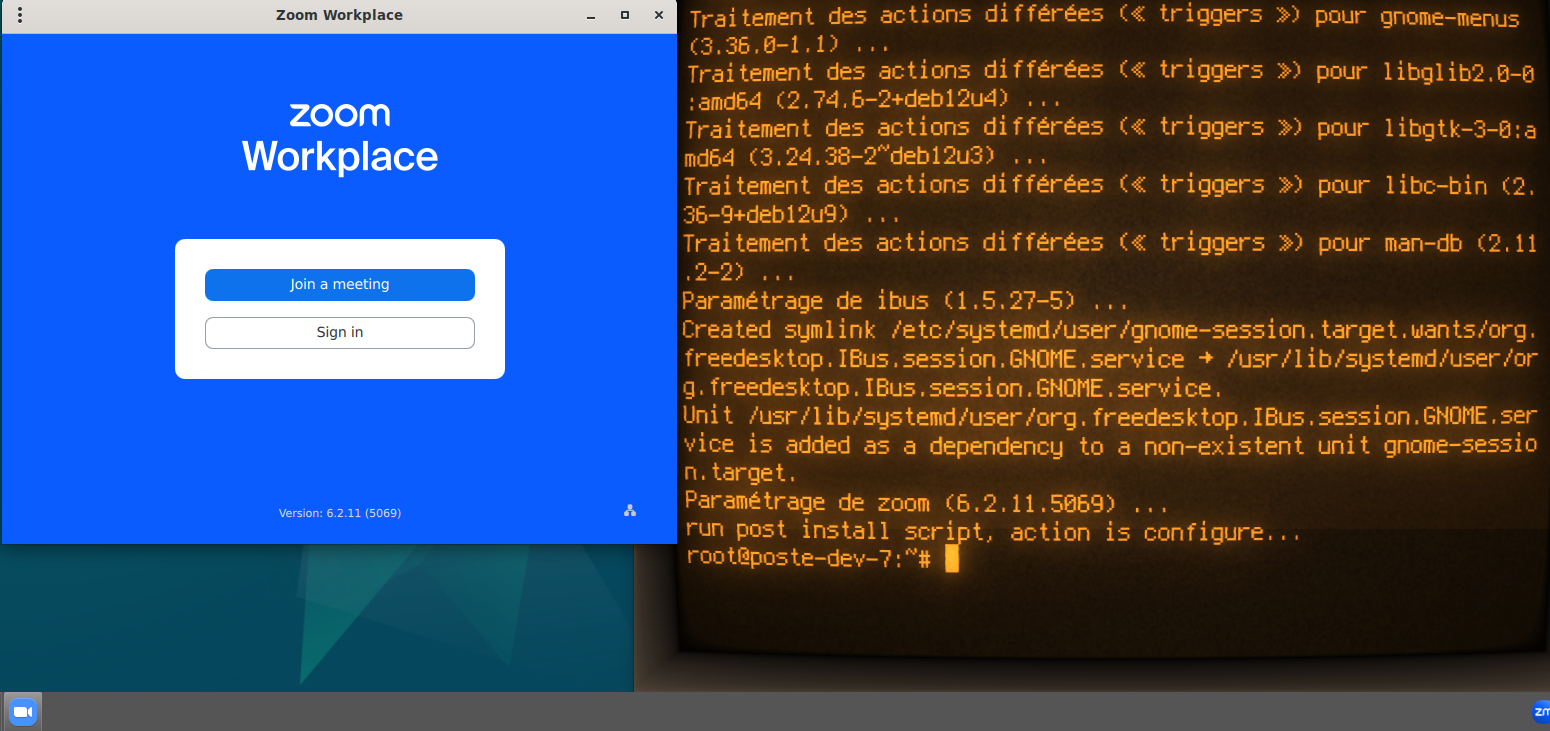 Zoom Workplace
zoom
Workplace
Join a meeting
Sign in
Version: 6.2.11 (5069)
Traitement des actions différées (« triggers ») pour gnome-menus
(3.36.0-1.1) ...
Traitement des actions différées (« triggers ») pour libglib2.0-0
:amd64 (2.74.6-2+deb12u4) ...
Traitement des actions différées (« triggers ») pour libgtk-3-0:a
md64 (3.24.38-2~deb12u3) ...
Traitement des actions différées (« triggers ») pour libc-bin (2.
36-9+deb12u9) ...
Traitement des actions différées (« triggers ») pour man-db (2.11
.2-2) ...
Paramétrage de ibus (1.5.27-5) ...
Created symlink /etc/systemd/user/gnome-session.target.wants/org.
freedesktop.IBus.session.GNOME.service → /usr/lib/systemd/user/or
g.freedesktop.IBus.session.GNOME.service.
Unit /usr/lib/systemd/user/org.freedesktop.IBus.session.GNOME.ser
vice is added as a dependency to a non-existent unit gnome-sessio
n.target.
Paramétrage de zoom (6.2.11.5069) ...
run post install script, action is configure...
root@poste-dev-7:~#